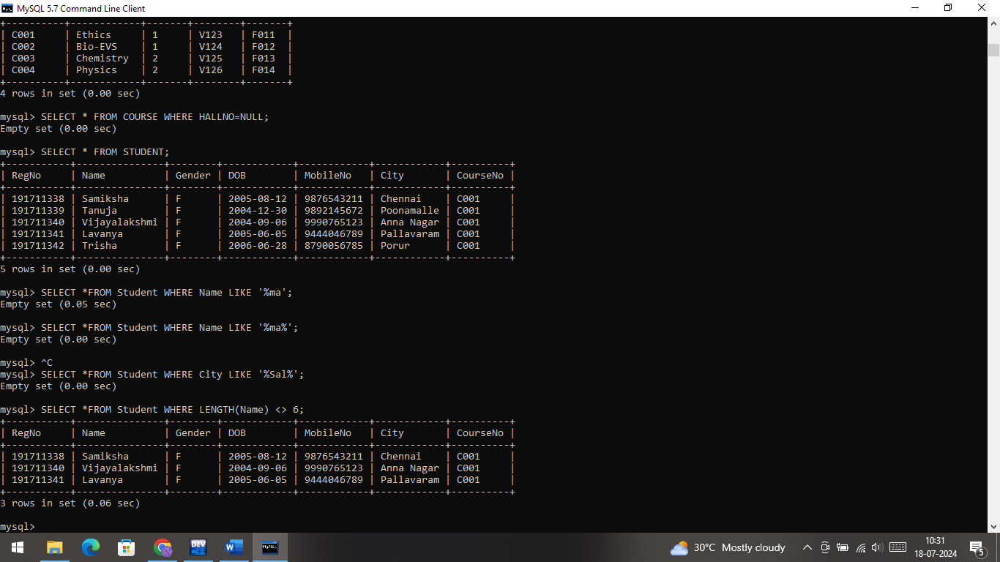 MySQL 5.7 Command Line Client
+----------+------------+-------+--------+-------+
| C001     | Ethics     | 1     | V123   | F011  |
| C002     | Bio-EVS    | 1     | V124   | F012  |
| C003     | Chemistry  | 2     | V125   | F013  |
| C004     | Physics    | 2     | V126   | F014  |
+----------+------------+-------+--------+-------+
4 rows in set (0.00 sec)
mysql> SELECT * FROM COURSE WHERE HALLNO=NULL;
Empty set (0.00 sec)
mysql> SELECT * FROM STUDENT;
+-----------+---------------+--------+------------+------------+------------+----------+
| RegNo     | Name          | Gender | DOB        | MobileNo   | City       | CourseNo |
+-----------+---------------+--------+------------+------------+------------+----------+
| 191711338 | Samiksha      | F      | 2005-08-12 | 9876543211 | Chennai    | C001     |
| 191711339 | Tanuja        | F      | 2004-12-30 | 9892145672 | Poonamalle | C001     |
| 191711340 | Vijayalakshmi | F      | 2004-09-06 | 9990765123 | Anna Nagar | C001     |
| 191711341 | Lavanya       | F      | 2005-06-05 | 9444046789 | Pallavaram | C001     |
| 191711342 | Trisha        | F      | 2006-06-28 | 8790056785 | Porur      | C001     |
+-----------+---------------+--------+------------+------------+------------+----------+
5 rows in set (0.00 sec)
mysql> SELECT *FROM Student WHERE Name LIKE '%ma';
Empty set (0.05 sec)
mysql> SELECT *FROM Student WHERE Name LIKE '%ma%';
Empty set (0.00 sec)
mysql> ^C
mysql> SELECT *FROM Student WHERE City LIKE '%Sal%';
Empty set (0.00 sec)
mysql> SELECT *FROM Student WHERE LENGTH(Name) <> 6;
+-----------+---------------+--------+------------+------------+------------+----------+
| RegNo     | Name          | Gender | DOB        | MobileNo   | City       | CourseNo |
+-----------+---------------+--------+------------+------------+------------+----------+
| 191711338 | Samiksha      | F      | 2005-08-12 | 9876543211 | Chennai    | C001     |
| 191711340 | Vijayalakshmi | F      | 2004-09-06 | 9990765123 | Anna Nagar | C001     |
| 191711341 | Lavanya       | F      | 2005-06-05 | 9444046789 | Pallavaram | C001     |
+-----------+---------------+--------+------------+------------+------------+----------+
3 rows in set (0.06 sec)
mysql>
DEV
W
MySQL
30°C Mostly cloudy
10:31
18-07-2024
5